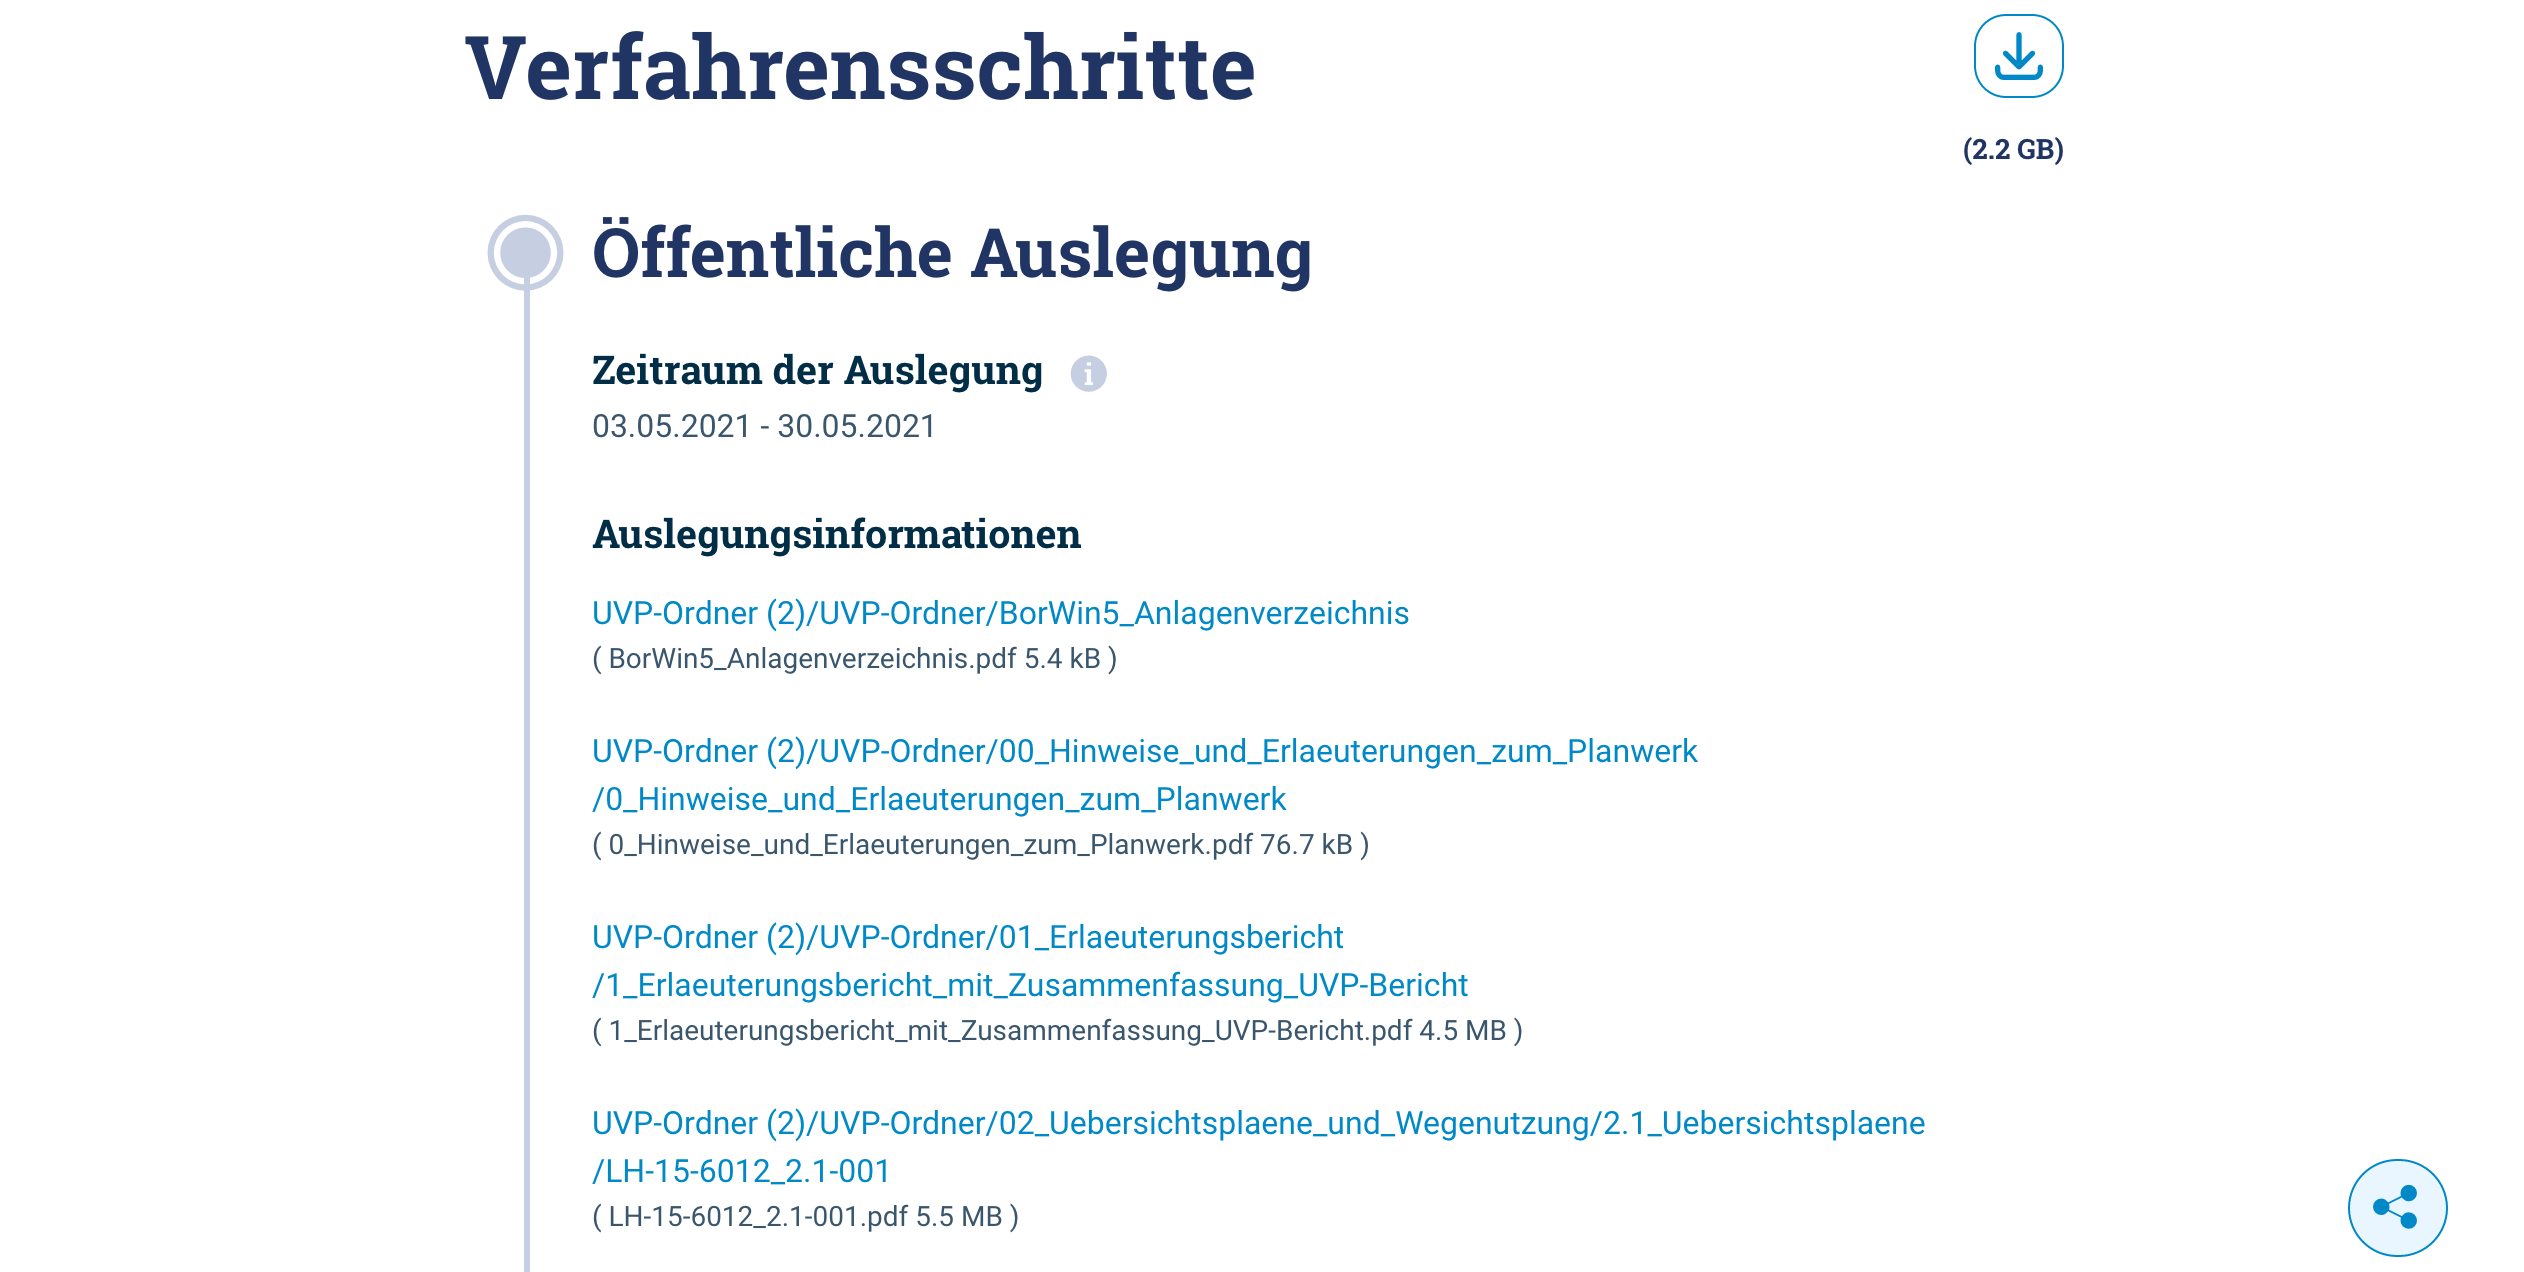 Verfahrensschritte
(2.2 GB)
Öffentliche Auslegung
Zeitraum der Auslegung i
03.05.2021 - 30.05.2021
Auslegungsinformationen
UVP-Ordner (2)/UVP-Ordner/BorWin5_Anlagenverzeichnis
( BorWin5_Anlagenverzeichnis.pdf 5.4 kB )
UVP-Ordner (2)/UVP-Ordner/00_Hinweise_und_Erlaeuterungen_zum_Planwerk
/0_Hinweise_und_Erlaeuterungen_zum_Planwerk
( 0_Hinweise_und_Erlaeuterungen_zum_Planwerk.pdf 76.7 kB )
UVP-Ordner (2)/UVP-Ordner/01_Erlaeuterungsbericht
/1_Erlaeuterungsbericht_mit_Zusammenfassung_UVP-Bericht
( 1_Erlaeuterungsbericht_mit_Zusammenfassung_UVP-Bericht.pdf 4.5 MB )
UVP-Ordner (2)/UVP-Ordner/02_Uebersichtsplaene_und_Wegenutzung/2.1_Uebersichtsplaene
/LH-15-6012_2.1-001
( LH-15-6012_2.1-001.pdf 5.5 MB )